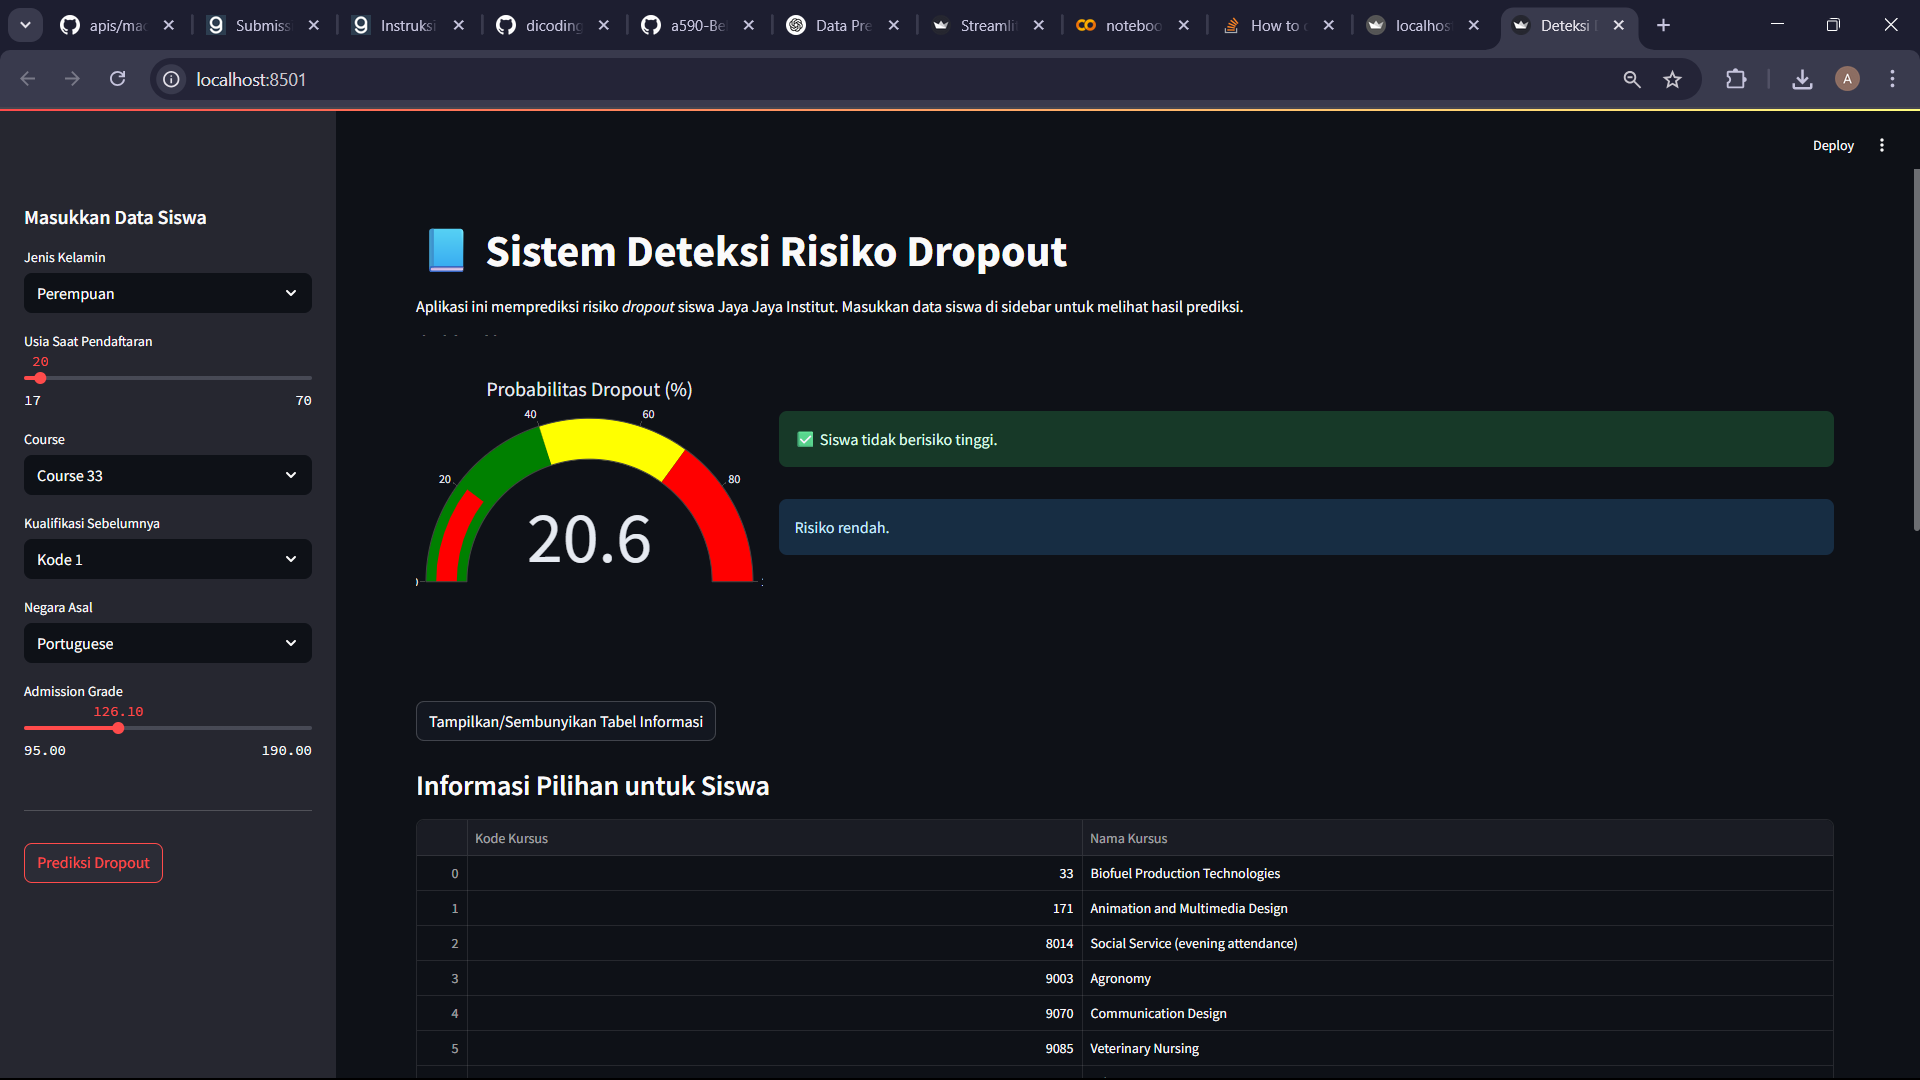 apis/mac
Submiss
Instruksi
dicoding
a590-Be
Data Pre
Streamli
notebo
How to
localhos
Deteksi
localhost:8501
A
Deploy
Masukkan Data Siswa
Jenis Kelamin
Perempuan
Usia Saat Pendaftaran
20
17 70
Course
Course 33
Kualifikasi Sebelumnya
Kode 1
Negara Asal
Portuguese
Admission Grade
126.10
95.00 190.00
Prediksi Dropout
Sistem Deteksi Risiko Dropout
Aplikasi ini memprediksi risiko dropout siswa Jaya Jaya Institut. Masukkan data siswa di sidebar untuk melihat hasil prediksi.
Probabilitas Dropout (%)
40 60
20 80
20.6
Siswa tidak berisiko tinggi.
Risiko rendah.
Tampilkan/Sembunyikan Tabel Informasi
Informasi Pilihan untuk Siswa
Kode Kursus Nama Kursus
0 33 Biofuel Production Technologies
1 171 Animation and Multimedia Design
2 8014 Social Service (evening attendance)
3 9003 Agronomy
4 9070 Communication Design
5 9085 Veterinary Nursing